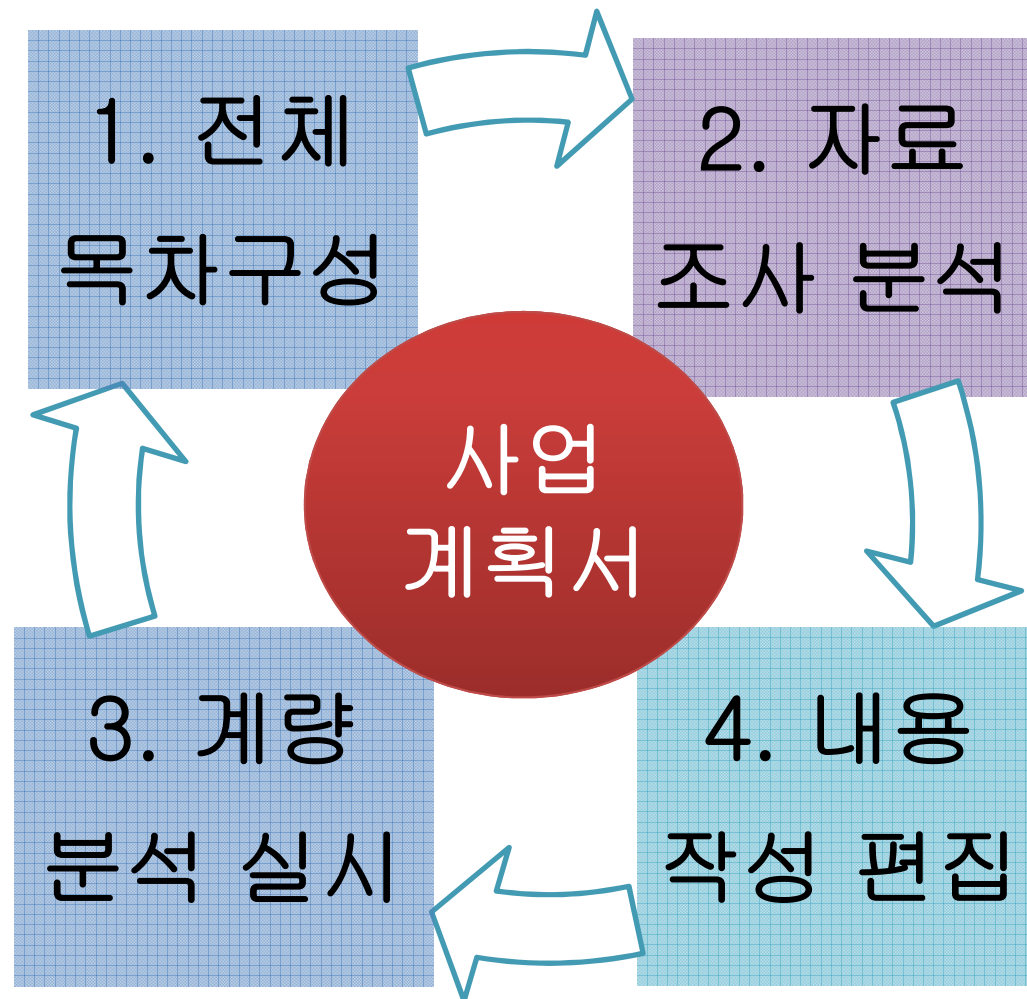 1. 전체
목차구성
2. 자료
조사 분석
사업
계획서
3. 계량
분석 실시
4. 내용
작성 편집